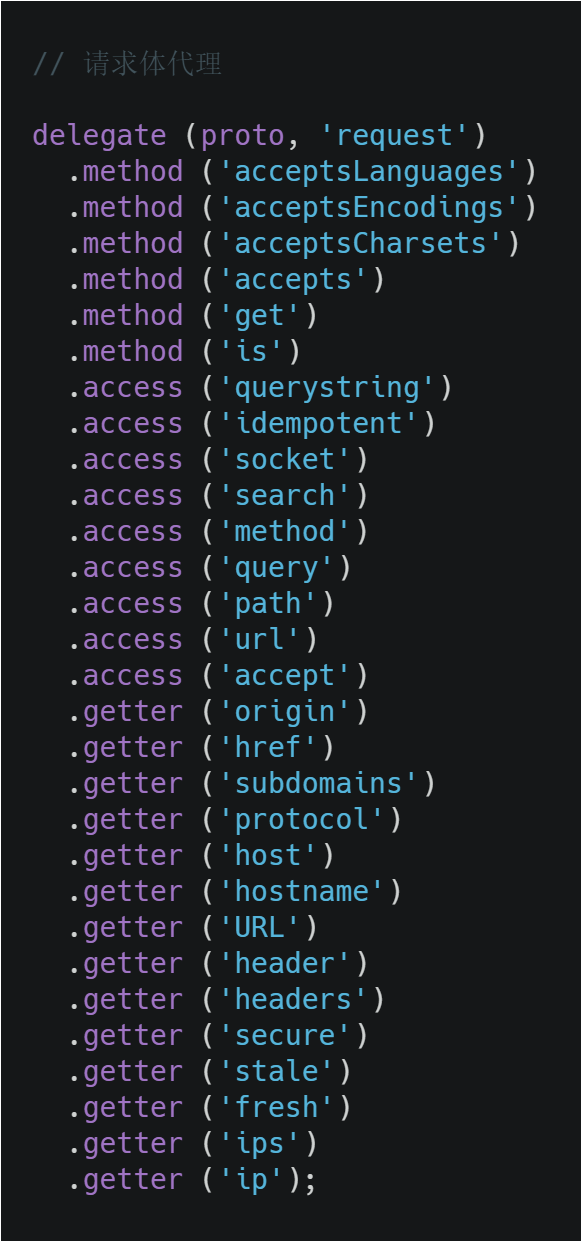 // 请求体代理
delegate (proto, 'request')
  .method ('acceptsLanguages')
  .method ('acceptsEncodings')
  .method ('acceptsCharsets')
  .method ('accepts')
  .method ('get')
  .method ('is')
  .access ('querystring')
  .access ('idempotent')
  .access ('socket')
  .access ('search')
  .access ('method')
  .access ('query')
  .access ('path')
  .access ('url')
  .access ('accept')
  .getter ('origin')
  .getter ('href')
  .getter ('subdomains')
  .getter ('protocol')
  .getter ('host')
  .getter ('hostname')
  .getter ('URL')
  .getter ('header')
  .getter ('headers')
  .getter ('secure')
  .getter ('stale')
  .getter ('fresh')
  .getter ('ips')
  .getter ('ip');